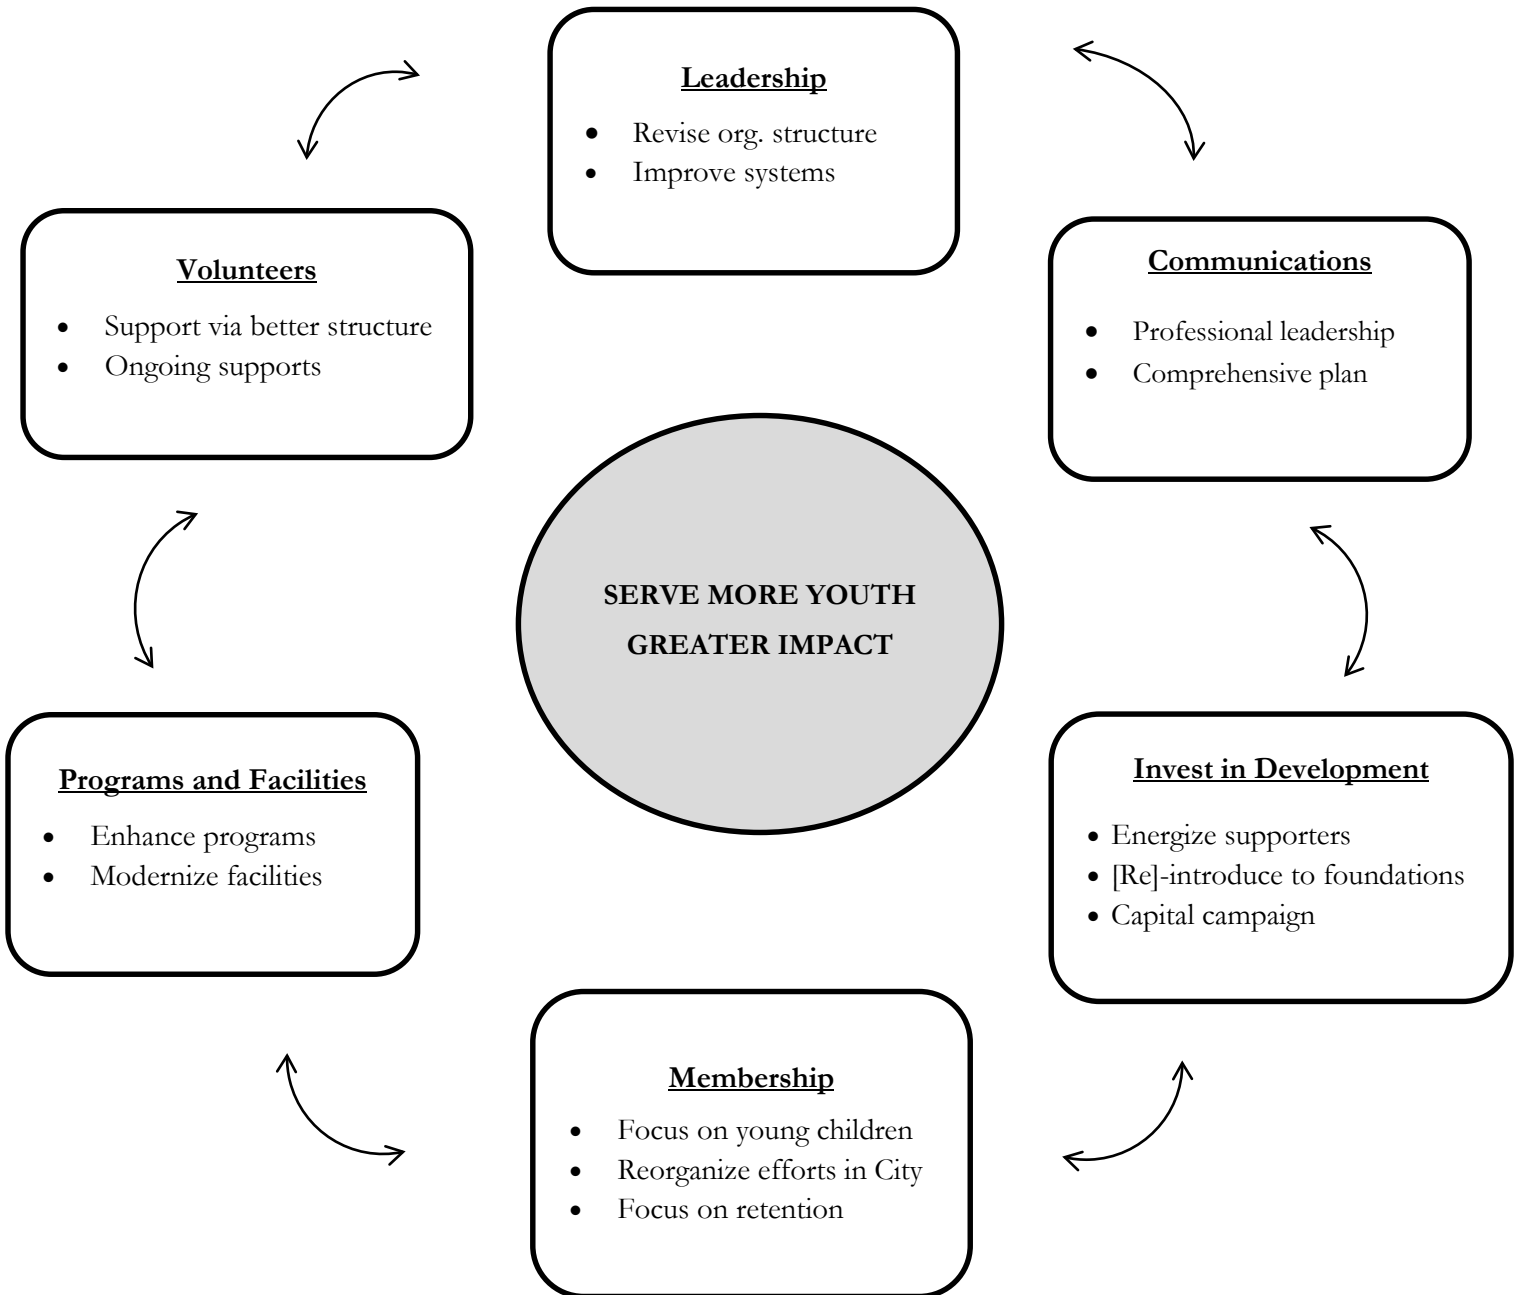 Leadership
• Revise org. structure
• Improve systems
Volunteers
• Support via better structure
• Ongoing supports
Communications
• Professional leadership
• Comprehensive plan
SERVE MORE YOUTH
GREATER IMPACT
Programs and Facilities
• Enhance programs
• Modernize facilities
Invest in Development
• Energize supporters
• [Re]-introduce to foundations
• Capital campaign
Membership
• Focus on young children
• Reorganize efforts in City
• Focus on retention